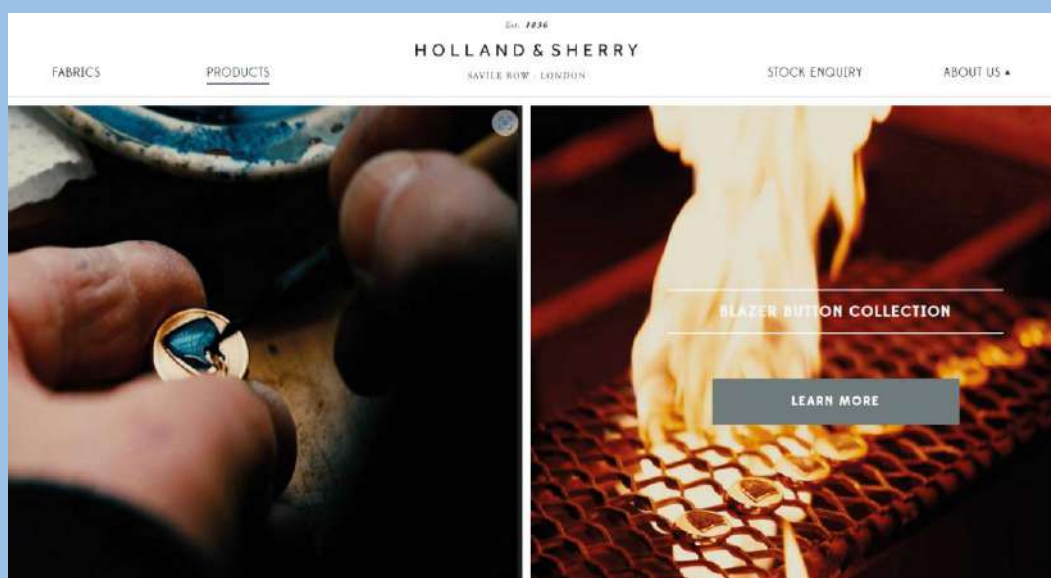 Est. 1836
HOLLAND & SHERRY
SAVILE ROW · LONDON
FABRICS
PRODUCTS
STOCK ENQUIRY
ABOUT US ▲
BLAZER BUTTON COLLECTION
LEARN MORE